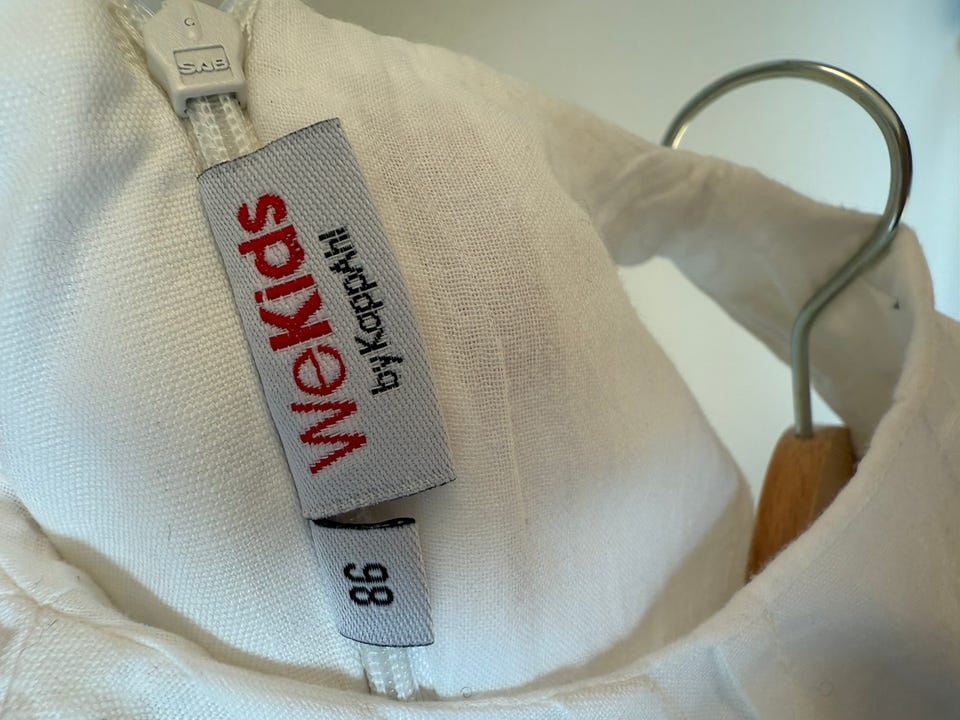 WeKids
by KappAhl
86
SAB